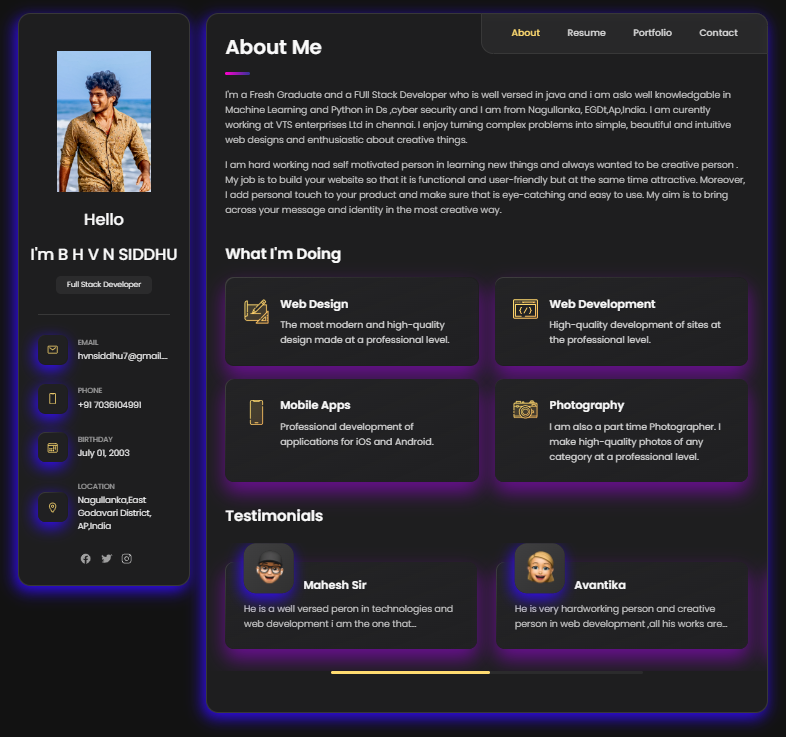 Hello
I'm B H V N SIDDHU
Full Stack Developer
EMAIL
hvnsiddhu7@gmail...
PHONE
+91 7036104991
BIRTHDAY
July 01, 2003
LOCATION
Nagullanka,East
Godavari District,
AP,India
About Resume Portfolio Contact
About Me
I'm a Fresh Graduate and a FUll Stack Developer who is well versed in java and i am aslo well knowledgable in
Machine Learning and Python in Ds ,cyber security and I am from Nagullanka, EGDt,Ap,India. I am curently
working at VTS enterprises Ltd in chennai. I enjoy turning complex problems into simple, beautiful and intuitive
web designs and enthusiastic about creative things.
I am hard working nad self motivated person in learning new things and always wanted to be creative person .
My job is to build your website so that it is functional and user-friendly but at the same time attractive. Moreover,
I add personal touch to your product and make sure that is eye-catching and easy to use. My aim is to bring
across your message and identity in the most creative way.
What I'm Doing
Web Design
The most modern and high-quality
design made at a professional level.
Web Development
High-quality development of sites at
the professional level.
Mobile Apps
Professional development of
applications for iOS and Android.
Photography
I am also a part time Photographer. I
make high-quality photos of any
category at a professional level.
Testimonials
Mahesh Sir
He is a well versed peron in technologies and
web development i am the one that...
Avantika
He is very hardworking person and creative
person in web development ,all his works are...